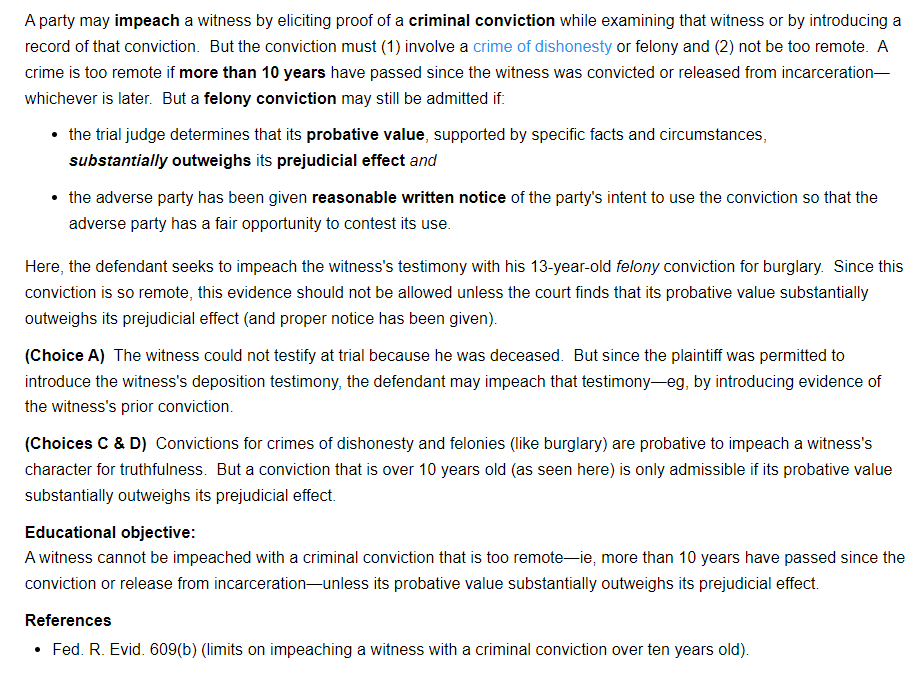 A party may impeach a witness by eliciting proof of a criminal conviction while examining that witness or by introducing a
record of that conviction. But the conviction must (1) involve a crime of dishonesty or felony and (2) not be too remote. A
crime is too remote if more than 10 years have passed since the witness was convicted or released from incarceration—
whichever is later. But a felony conviction may still be admitted if:
• the trial judge determines that its probative value, supported by specific facts and circumstances,
substantially outweighs its prejudicial effect and
• the adverse party has been given reasonable written notice of the party's intent to use the conviction so that the
adverse party has a fair opportunity to contest its use.
Here, the defendant seeks to impeach the witness's testimony with his 13-year-old felony conviction for burglary. Since this
conviction is so remote, this evidence should not be allowed unless the court finds that its probative value substantially
outweighs its prejudicial effect (and proper notice has been given).
(Choice A) The witness could not testify at trial because he was deceased. But since the plaintiff was permitted to
introduce the witness's deposition testimony, the defendant may impeach that testimony—eg, by introducing evidence of
the witness's prior conviction.
(Choices C & D) Convictions for crimes of dishonesty and felonies (like burglary) are probative to impeach a witness's
character for truthfulness. But a conviction that is over 10 years old (as seen here) is only admissible if its probative value
substantially outweighs its prejudicial effect.
Educational objective:
A witness cannot be impeached with a criminal conviction that is too remote—ie, more than 10 years have passed since the
conviction or release from incarceration—unless its probative value substantially outweighs its prejudicial effect.
References
• Fed. R. Evid. 609(b) (limits on impeaching a witness with a criminal conviction over ten years old).